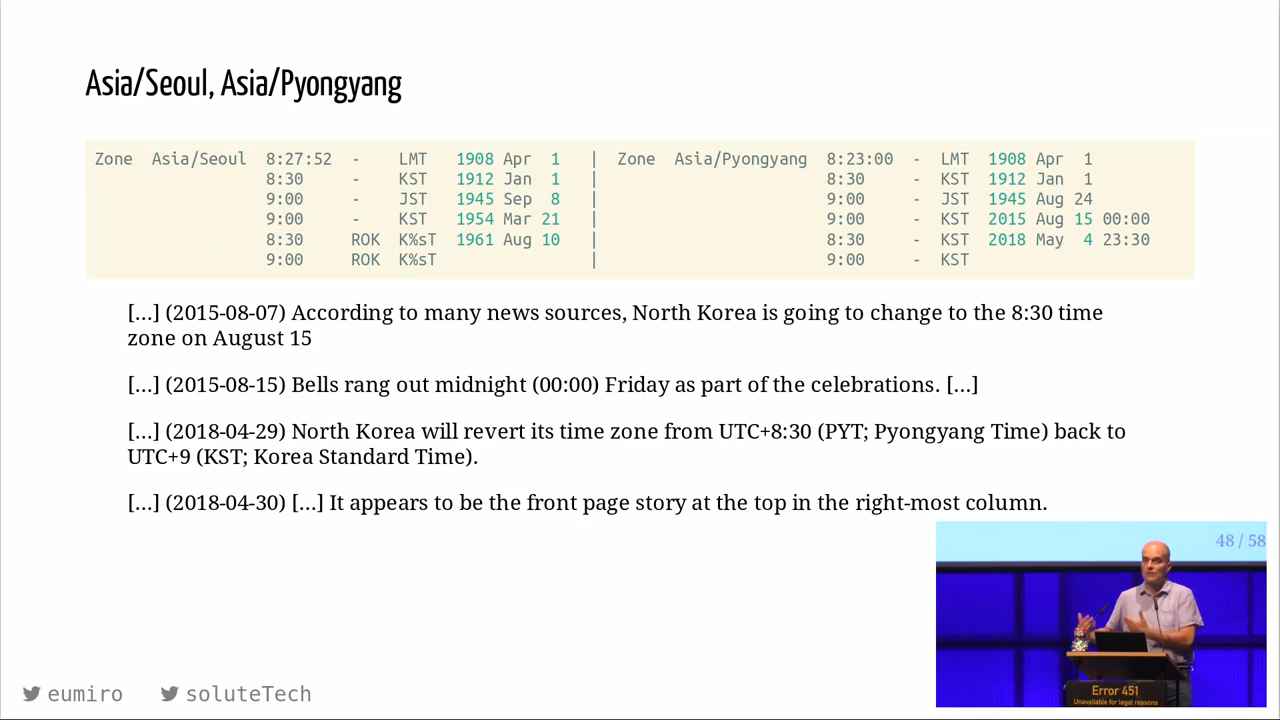 Asia/Seoul, Asia/Pyongyang
Zone Asia/Seoul 8:27:52 - LMT 1908 Apr 1 | Zone Asia/Pyongyang 8:23:00 - LMT 1908 Apr 1
8:30 - KST 1912 Jan 1 | 8:30 - KST 1912 Jan 1
9:00 - JST 1945 Sep 8 | 9:00 - JST 1945 Aug 24
9:00 - KST 1954 Mar 21 | 9:00 - KST 2015 Aug 15 00:00
8:30 ROK K%sT 1961 Aug 10 | 8:30 - KST 2018 May 4 23:30
9:00 ROK K%sT | 9:00 - KST
[...] (2015-08-07) According to many news sources, North Korea is going to change to the 8:30 time
zone on August 15
[...] (2015-08-15) Bells rang out midnight (00:00) Friday as part of the celebrations. [...]
[...] (2018-04-29) North Korea will revert its time zone from UTC+8:30 (PYT; Pyongyang Time) back to
UTC+9 (KST; Korea Standard Time).
[...] (2018-04-30) [...] It appears to be the front page story at the top in the right-most column.
48 / 58
Error 451
Unavailable for legal reasons
eumiro soluteTech